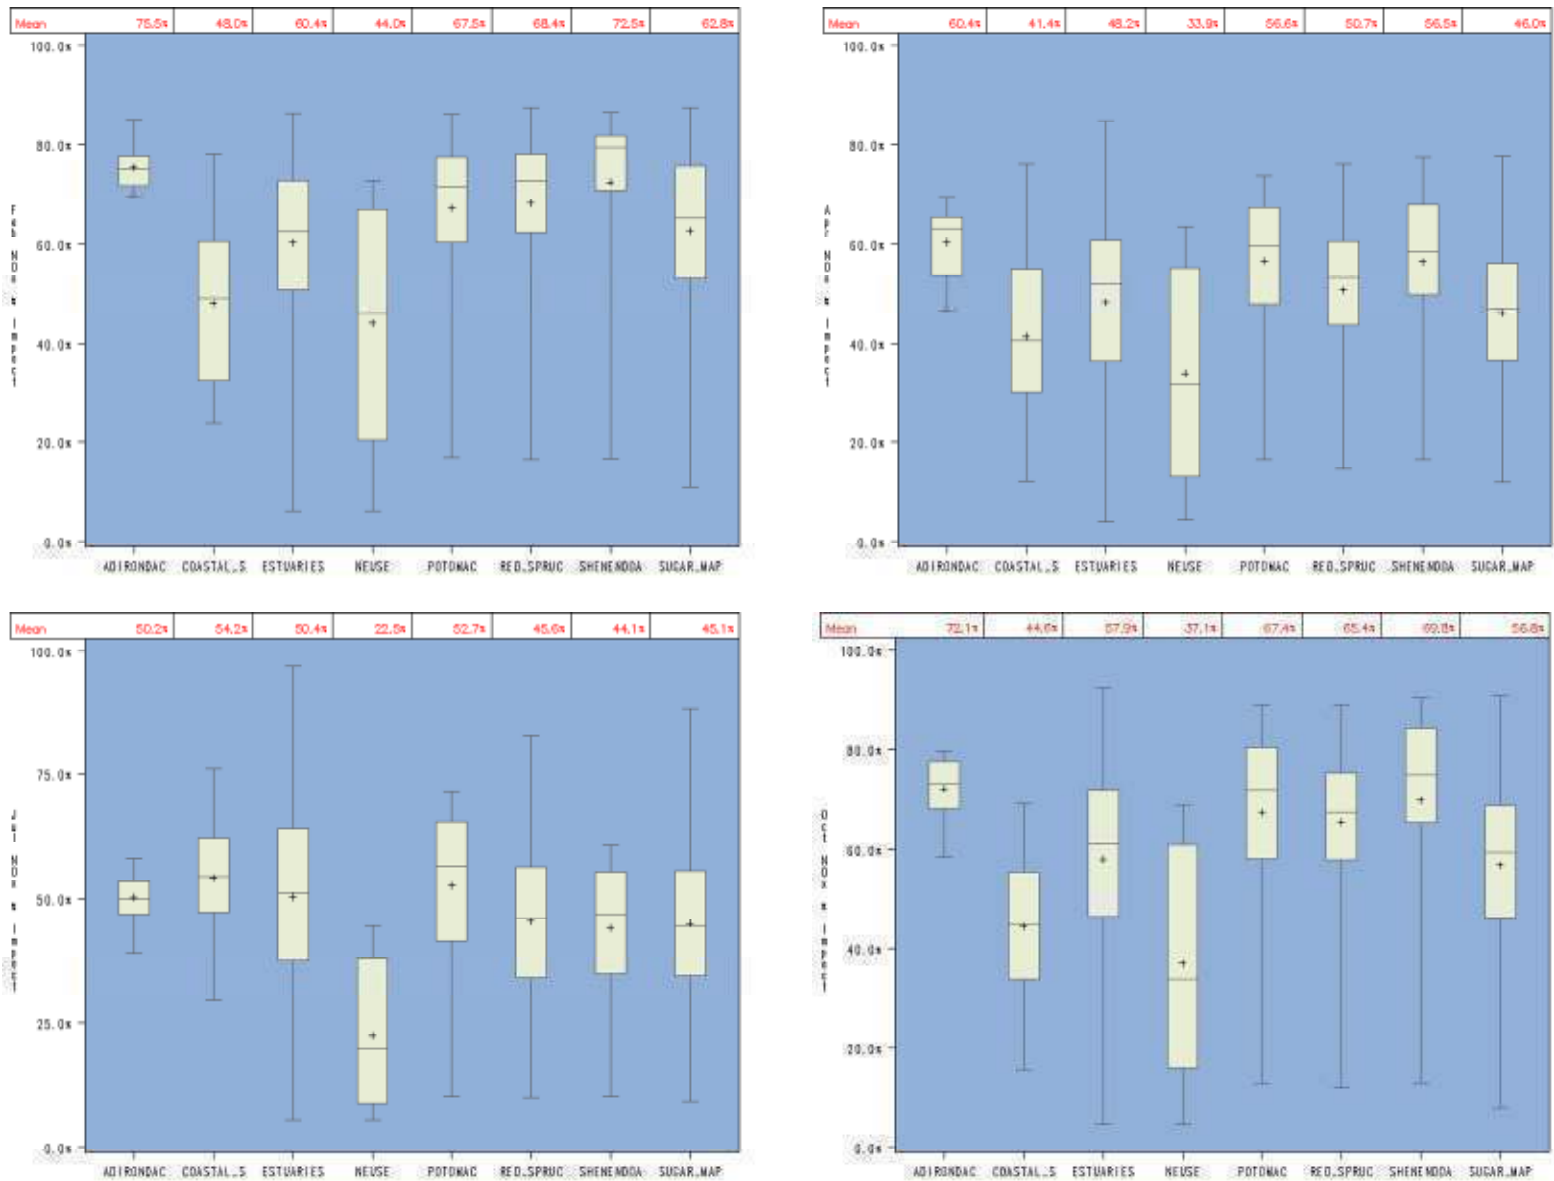 Mean 75.5% 48.0% 60.4% 44.0% 67.5% 68.4% 72.5% 62.8%
100.0%
80.0%
60.0%
40.0%
20.0%
0.0%
Feb NOx % Impact
ADIRONDAC COASTAL_S ESTUARIES NEUSE POTOMAC RED_SPRUC SHENENDOA SUGAR_MAP
Mean 60.4% 41.4% 48.2% 33.9% 56.6% 50.7% 56.5% 46.0%
100.0%
80.0%
60.0%
40.0%
20.0%
0.0%
Apr NOx % Impact
ADIRONDAC COASTAL_S ESTUARIES NEUSE POTOMAC RED_SPRUC SHENENDOA SUGAR_MAP
Mean 50.2% 54.2% 50.4% 22.5% 52.7% 45.6% 44.1% 45.1%
100.0%
75.0%
50.0%
25.0%
0.0%
Jul NOx % Impact
ADIRONDAC COASTAL_S ESTUARIES NEUSE POTOMAC RED_SPRUC SHENENDOA SUGAR_MAP
Mean 72.1% 44.6% 57.9% 37.1% 67.4% 65.4% 69.8% 56.8%
100.0%
80.0%
60.0%
40.0%
20.0%
0.0%
Oct NOx % Impact
ADIRONDAC COASTAL_S ESTUARIES NEUSE POTOMAC RED_SPRUC SHENENDOA SUGAR_MAP